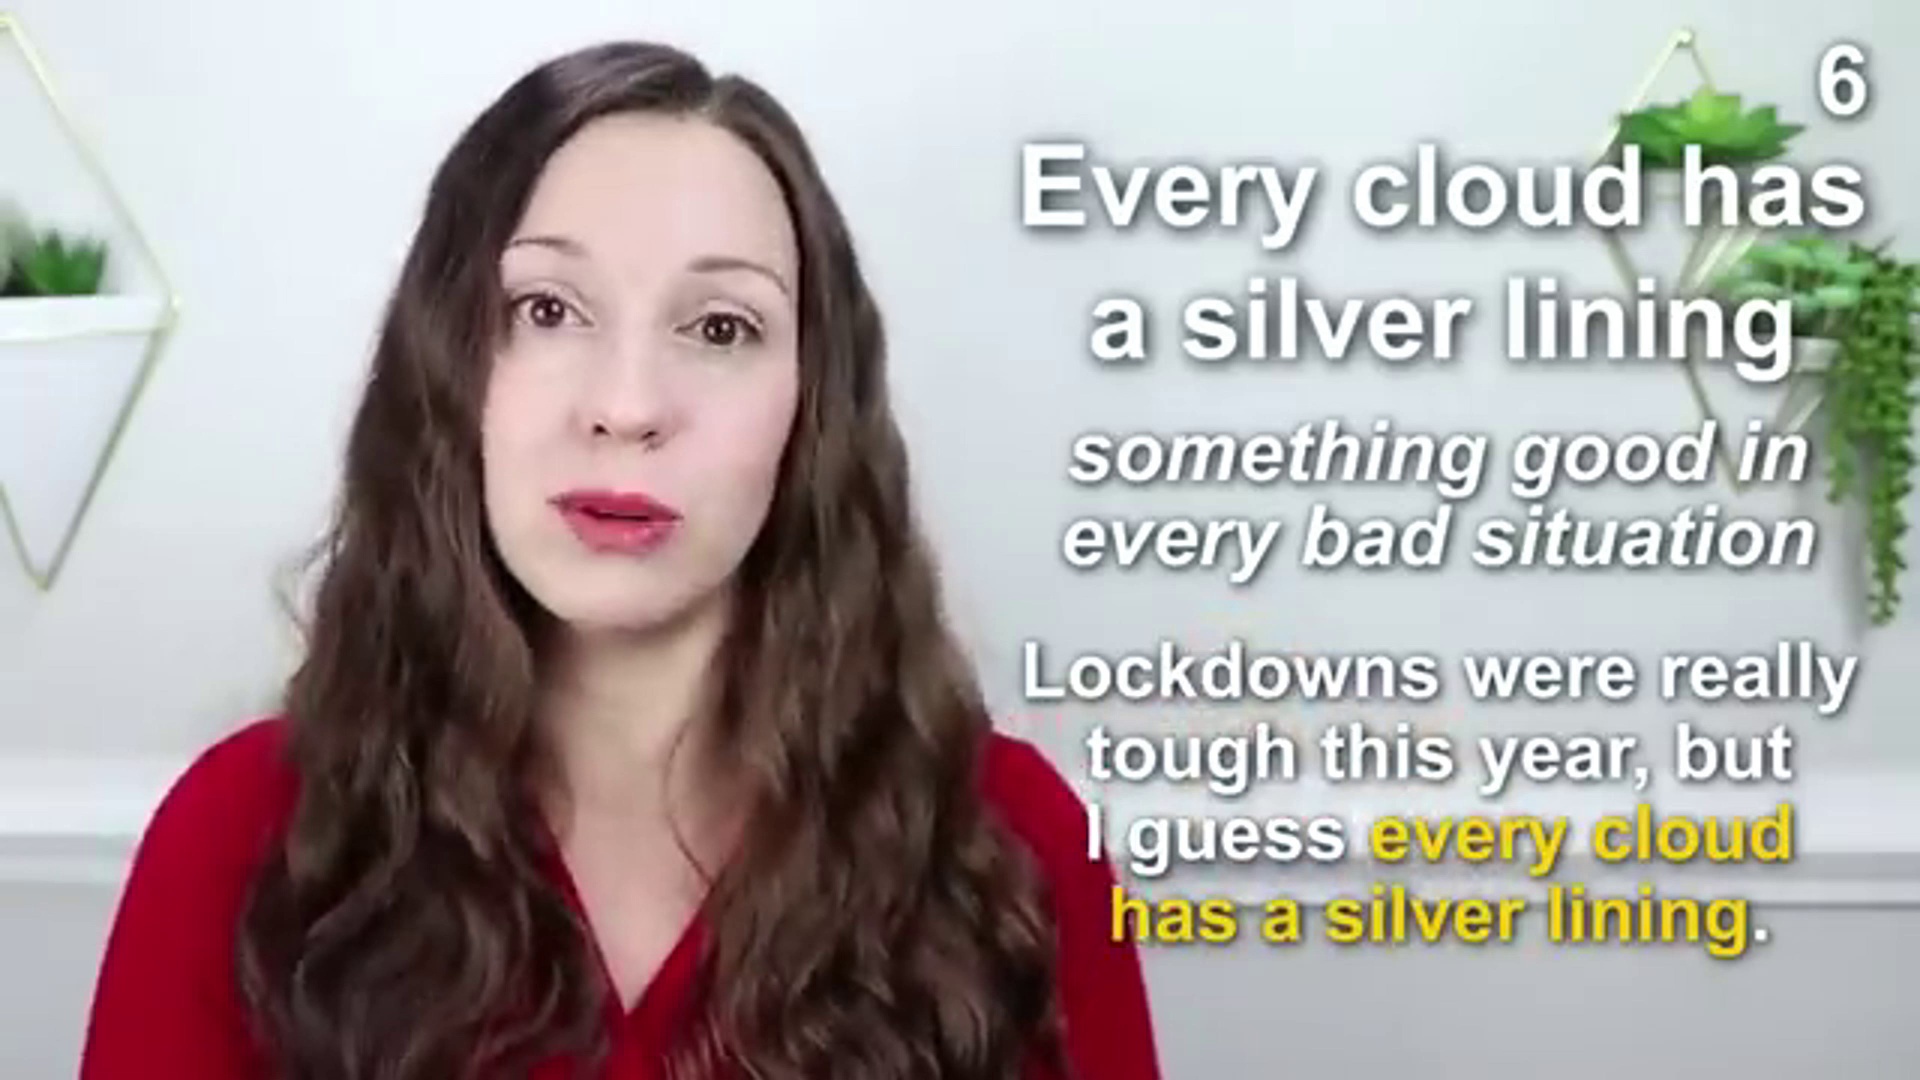 6
Every cloud has
a silver lining
something good in
every bad situation
Lockdowns were really
tough this year, but
I guess every cloud
has a silver lining.